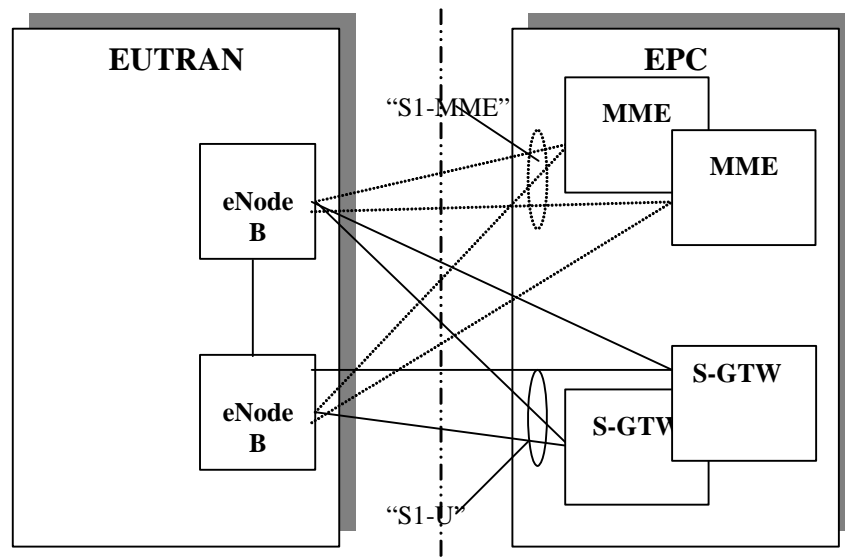 EUTRAN
EPC
“S1-MME”
MME
MME
eNode
B
eNode
B
S-GTW
S-GTW
“S1-U”